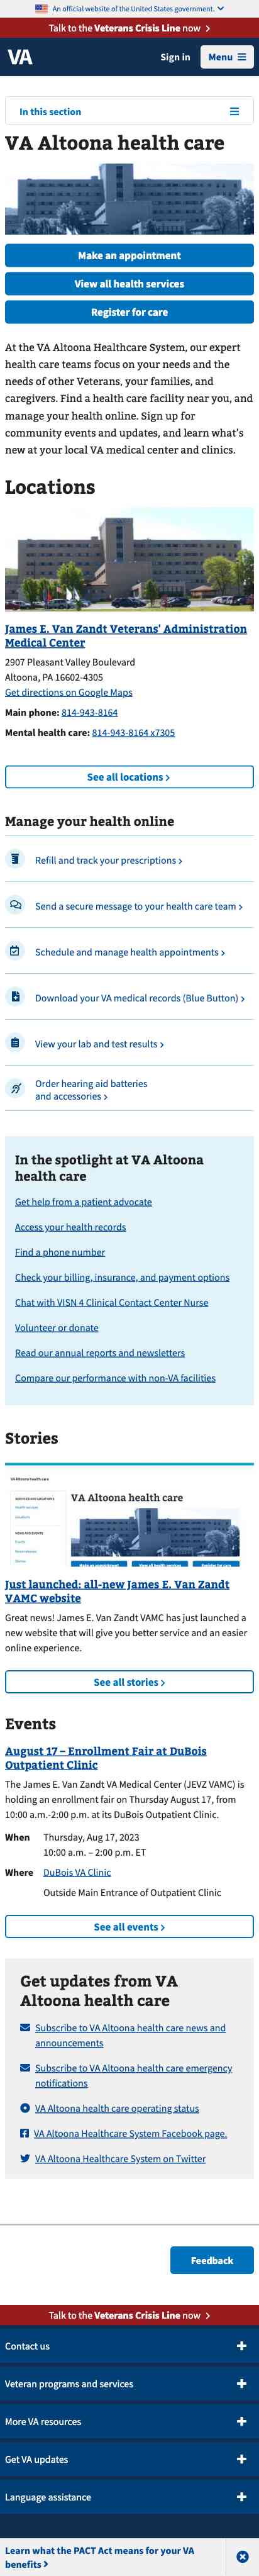 An official website of the United States government.
Talk to the Veterans Crisis Line now
VA
Sign in
Menu
In this section
VA Altoona health care
Make an appointment
View all health services
Register for care
At the VA Altoona Healthcare System, our expert
health care teams focus on your needs and the
needs of other Veterans, your families, and
caregivers. Find a health care facility near you, and
manage your health online. Sign up for
community events and updates, and learn what's
new at your local VA medical center and clinics.
Locations
James E. Van Zandt Veterans' Administration
Medical Center
2907 Pleasant Valley Boulevard
Altoona, PA 16602-4305
Get directions on Google Maps
Main phone: 814-943-8164
Mental health care: 814-943-8164 x7305
See all locations
Manage your health online
Refill and track your prescriptions
Send a secure message to your health care team
Schedule and manage health appointments
Download your VA medical records (Blue Button)
View your lab and test results
Order hearing aid batteries
and accessories
In the spotlight at VA Altoona
health care
Get help from a patient advocate
Access your health records
Find a phone number
Check your billing, insurance, and payment options
Chat with VISN 4 Clinical Contact Center Nurse
Volunteer or donate
Read our annual reports and newsletters
Compare our performance with non-VA facilities
Stories
VA Altoona health care
VA Altoona health care
Make an appointment
View all health services
Register for care
Just launched: all-new James E. Van Zandt
VAMC website
Great news! James E. Van Zandt VAMC has just launched a
new website that will give you better service and an easier
online experience.
See all stories
Events
August 17 – Enrollment Fair at DuBois
Outpatient Clinic
The James E. Van Zandt VA Medical Center (JEVZ VAMC) is
holding an enrollment fair on Thursday August 17, from
10:00 a.m.-2:00 p.m. at its DuBois Outpatient Clinic.
When Thursday, Aug 17, 2023
10:00 a.m. – 2:00 p.m. ET
Where DuBois VA Clinic
Outside Main Entrance of Outpatient Clinic
See all events
Get updates from VA
Altoona health care
Subscribe to VA Altoona health care news and
announcements
Subscribe to VA Altoona health care emergency
notifications
VA Altoona health care operating status
VA Altoona Healthcare System Facebook page.
VA Altoona Healthcare System on Twitter
Feedback
Talk to the Veterans Crisis Line now
Contact us
Veteran programs and services
More VA resources
Get VA updates
Language assistance
Learn what the PACT Act means for your VA
benefits